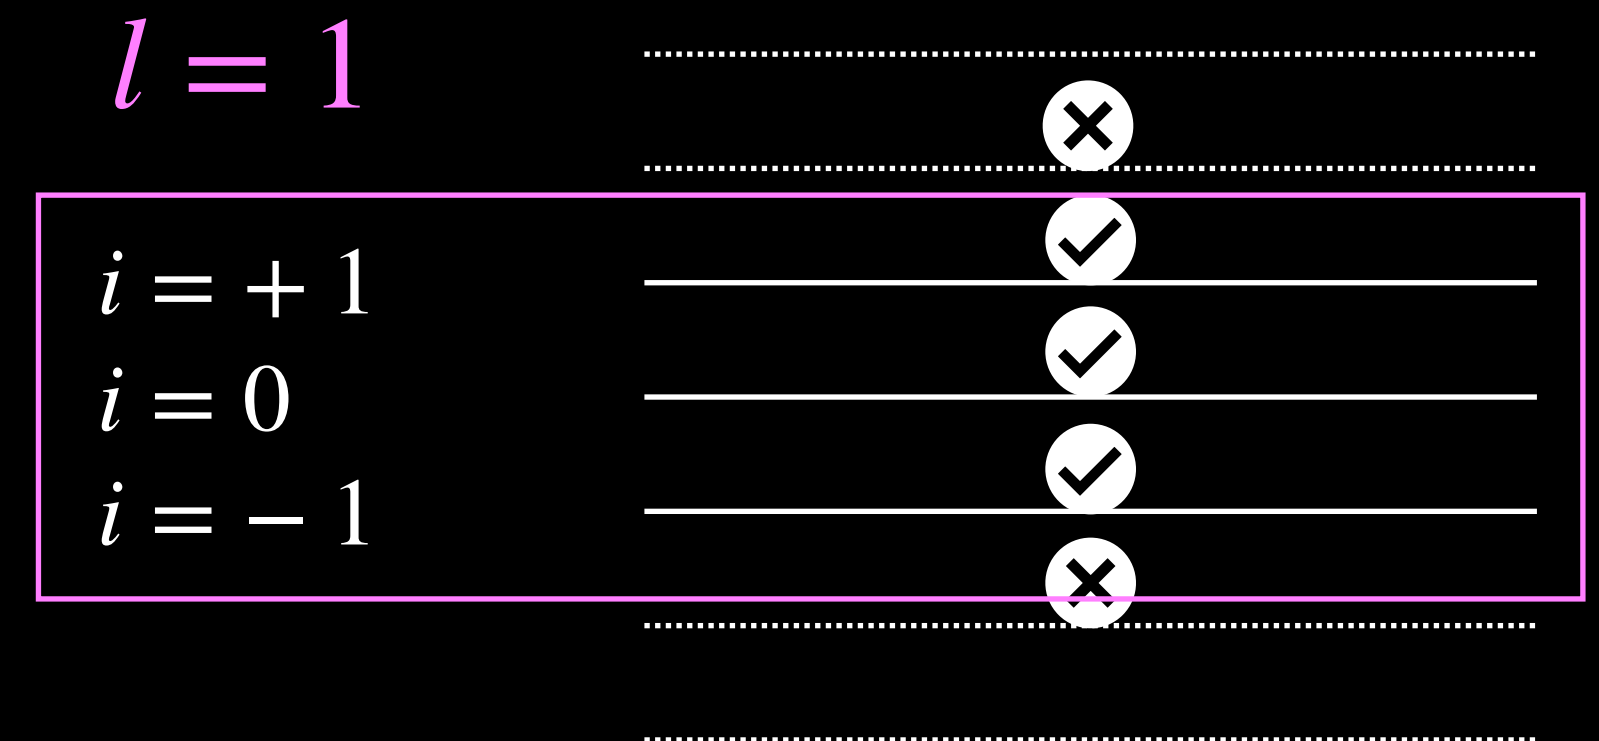 l = 1
i = + 1
i = 0
i = − 1